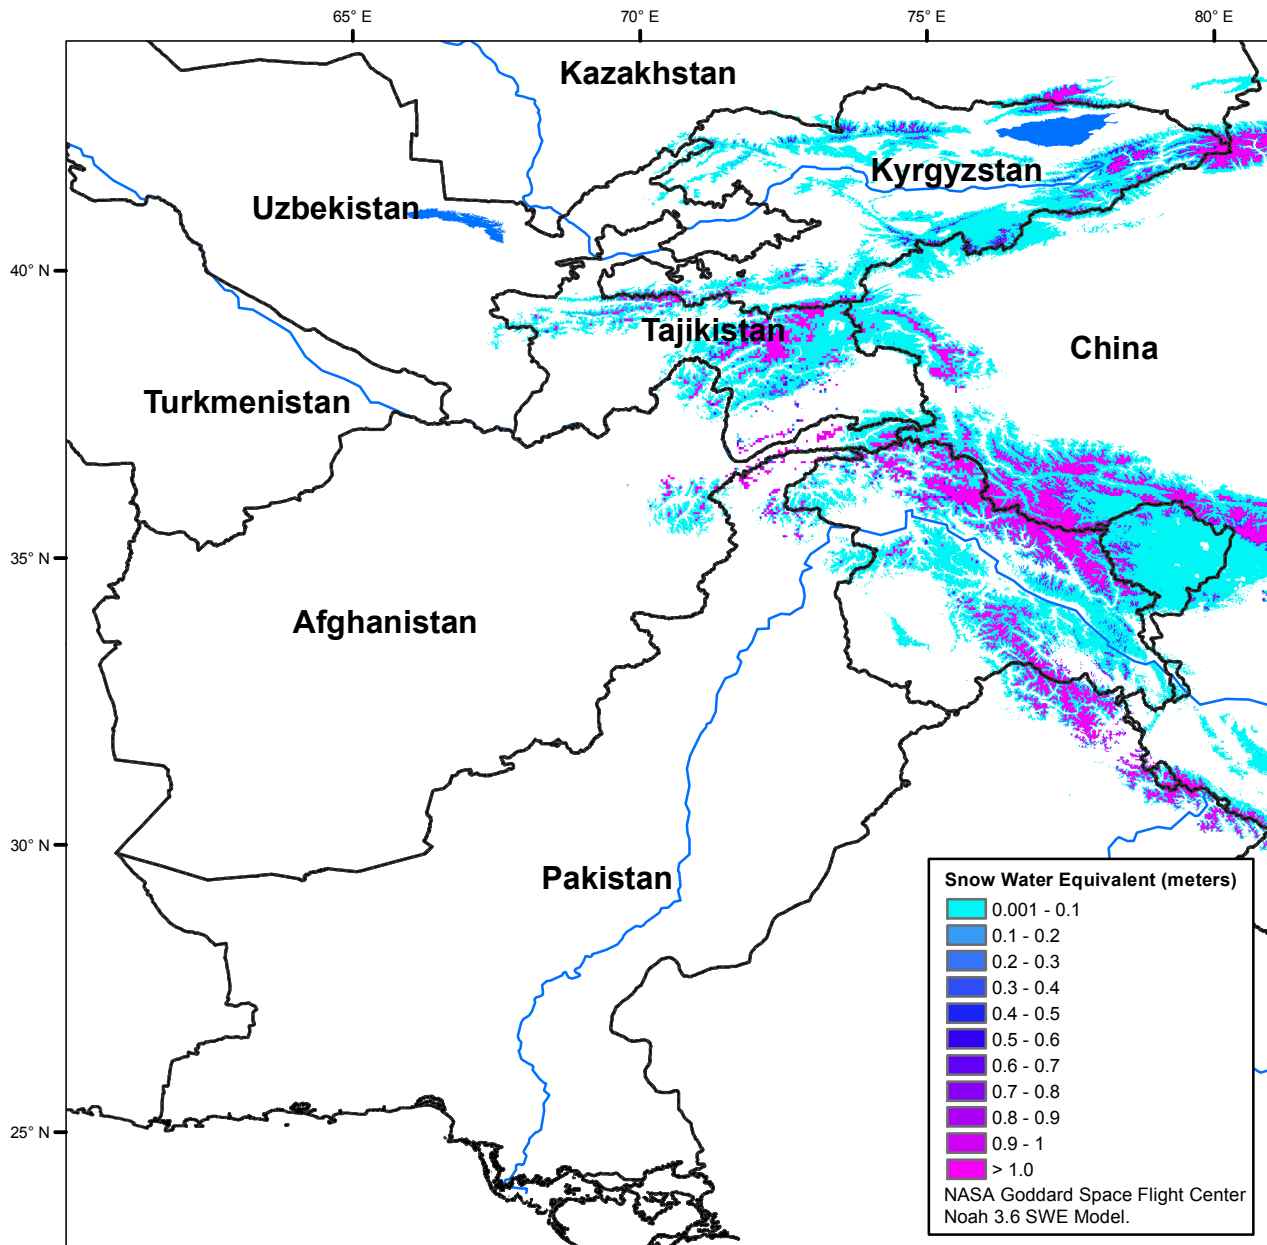 65° E
70° E
75° E
80° E
Kazakhstan
Kyrgyzstan
Uzbekistan
40° N
Tajikistan
China
Turkmenistan
35° N
Afghanistan
30° N
Pakistan
25° N
Snow Water Equivalent (meters)
0.001 - 0.1
0.1 - 0.2
0.2 - 0.3
0.3 - 0.4
0.4 - 0.5
0.5 - 0.6
0.6 - 0.7
0.7 - 0.8
0.8 - 0.9
0.9 - 1
> 1.0
NASA Goddard Space Flight Center
Noah 3.6 SWE Model.